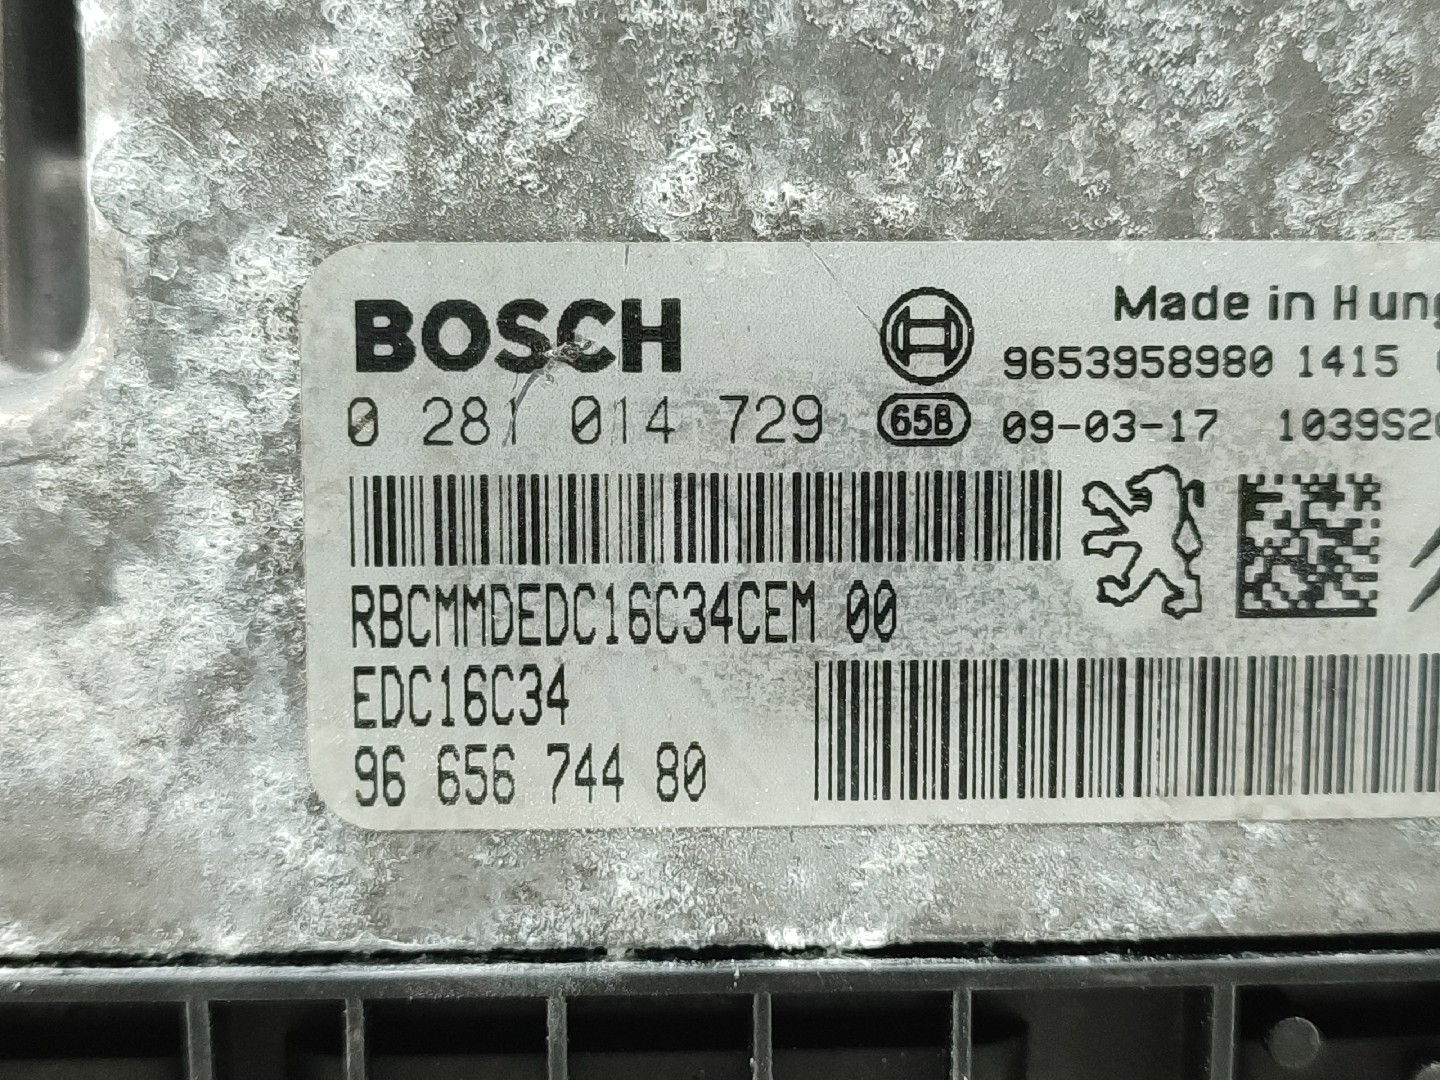 BOSCH
Made in Hung
9653958980 1415
0 281 014 729
65B
09-03-17 1039S20
RBCMMDEDC16C34CEM 00
EDC16C34
96 656 744 80